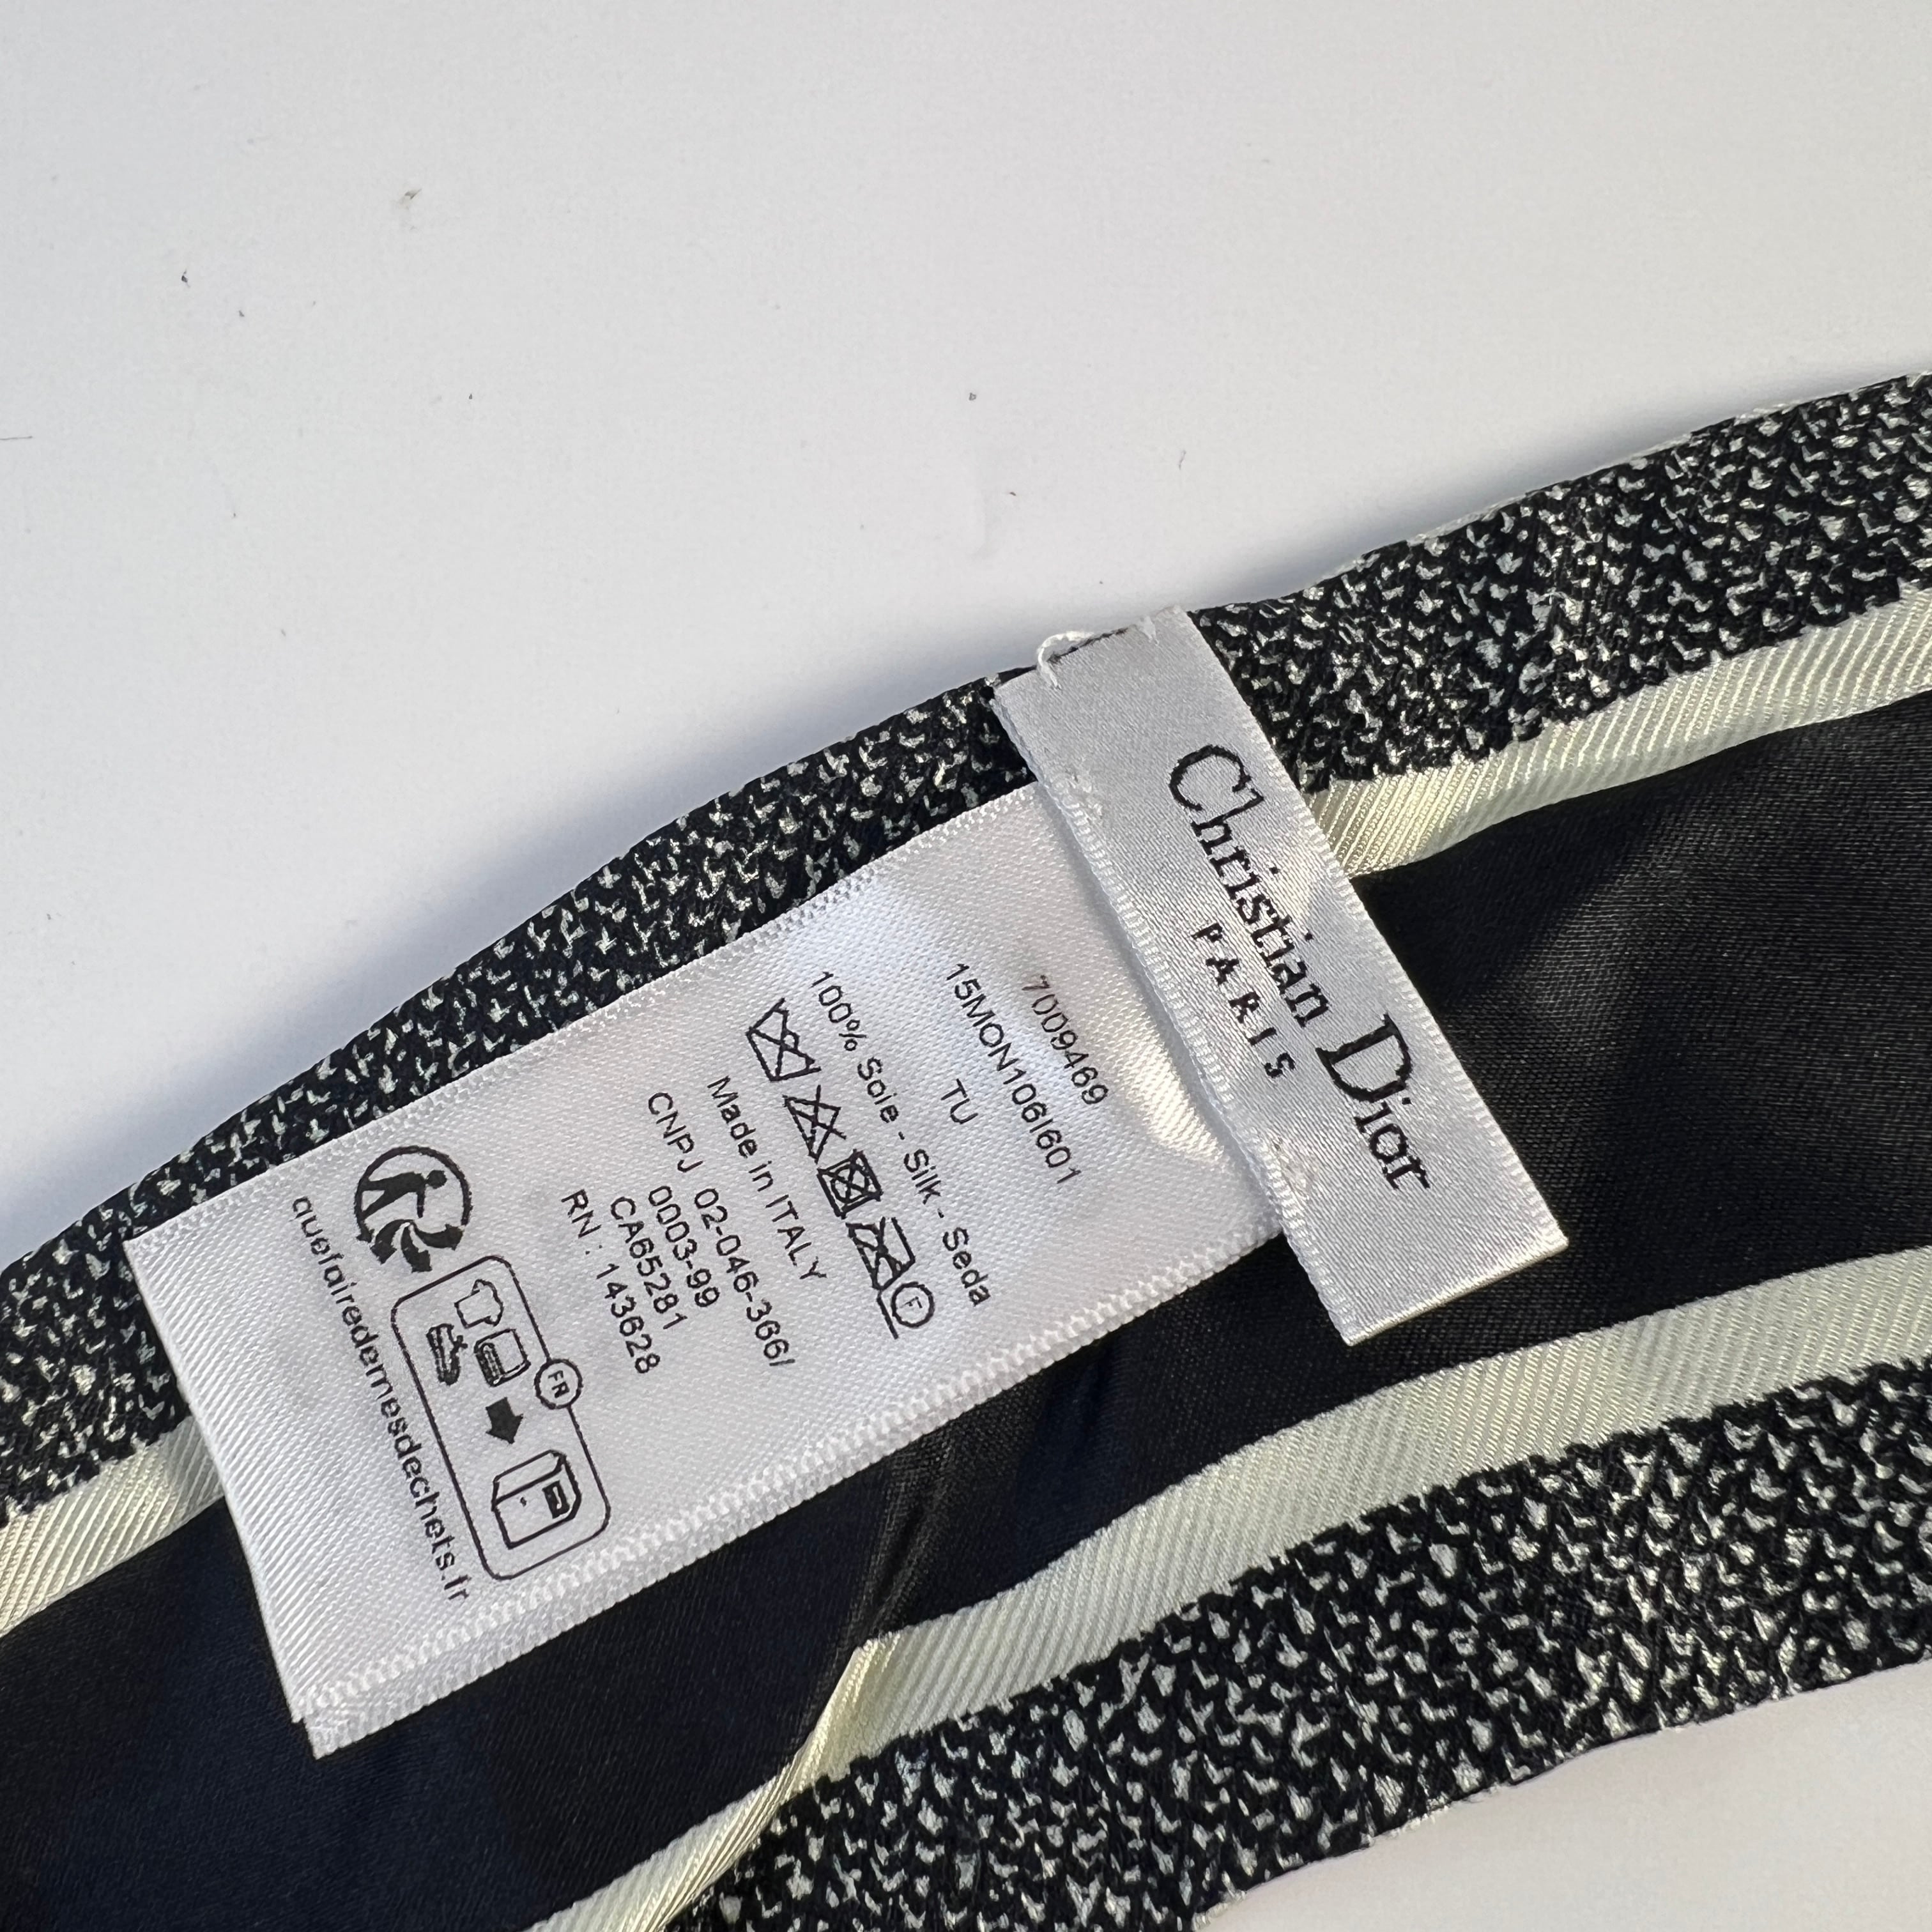 Christian Dior
PARIS
7009469
15MON106I601
TU
100% Soie - Silk - Seda
F
Made in ITALY
CNPJ 02-046-366/
0003-99
CA65281
RN : 143628
FR
quefairedemesdechets.fr